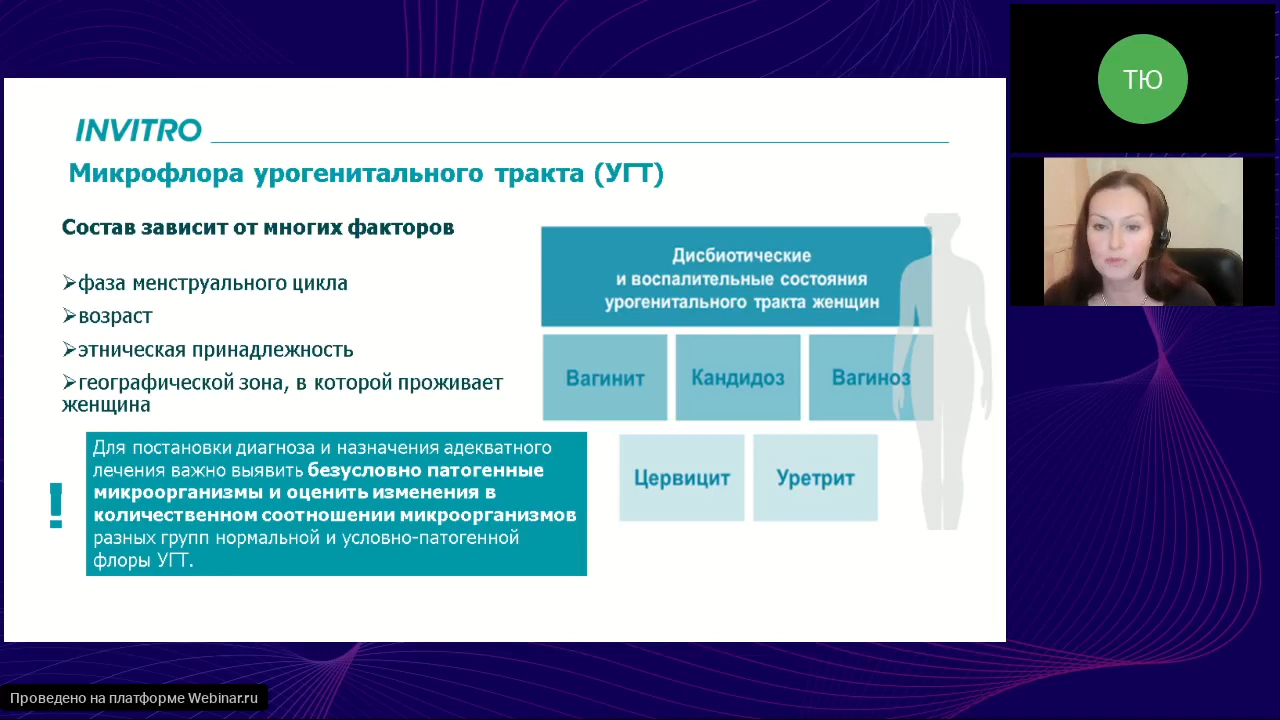 INVITRO
Микрофлора урогенитального тракта (УГТ)
Состав зависит от многих факторов
➢фаза менструального цикла
➢возраст
➢этническая принадлежность
➢географической зона, в которой проживает
женщина
!
Для постановки диагноза и назначения адекватного
лечения важно выявить безусловно патогенные
микроорганизмы и оценить изменения в
количественном соотношении микроорганизмов
разных групп нормальной и условно-патогенной
флоры УГТ.
Дисбиотические
и воспалительные состояния
урогенитального тракта женщин
Вагинит
Кандидоз
Вагиноз
Цервицит
Уретрит
ТЮ
Проведено на платформе Webinar.ru